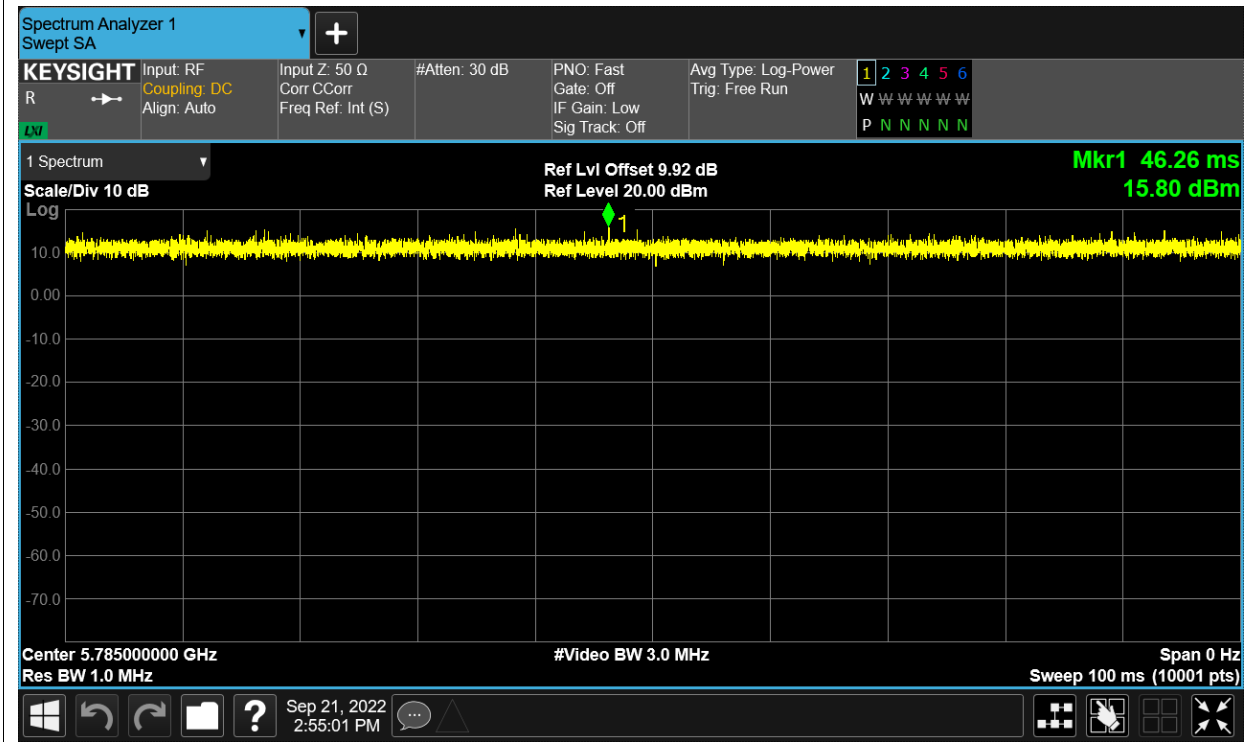 Spectrum Analyzer 1
Swept SA
KEYSIGHT
R
LXI
Input: RF
Coupling: DC
Align: Auto
Input Z: 50 Ω
Corr CCorr
Freq Ref: Int (S)
#Atten: 30 dB
PNO: Fast
Gate: Off
IF Gain: Low
Sig Track: Off
Avg Type: Log-Power
Trig: Free Run
1 2 3 4 5 6
W W W W W W
P N N N N N
1 Spectrum
Scale/Div 10 dB
Log
Ref Lvl Offset 9.92 dB
Ref Level 20.00 dBm
Mkr1 46.26 ms
15.80 dBm
1
10.0
0.00
-10.0
-20.0
-30.0
-40.0
-50.0
-60.0
-70.0
Center 5.785000000 GHz
Res BW 1.0 MHz
#Video BW 3.0 MHz
Span 0 Hz
Sweep 100 ms (10001 pts)
?
Sep 21, 2022
2:55:01 PM